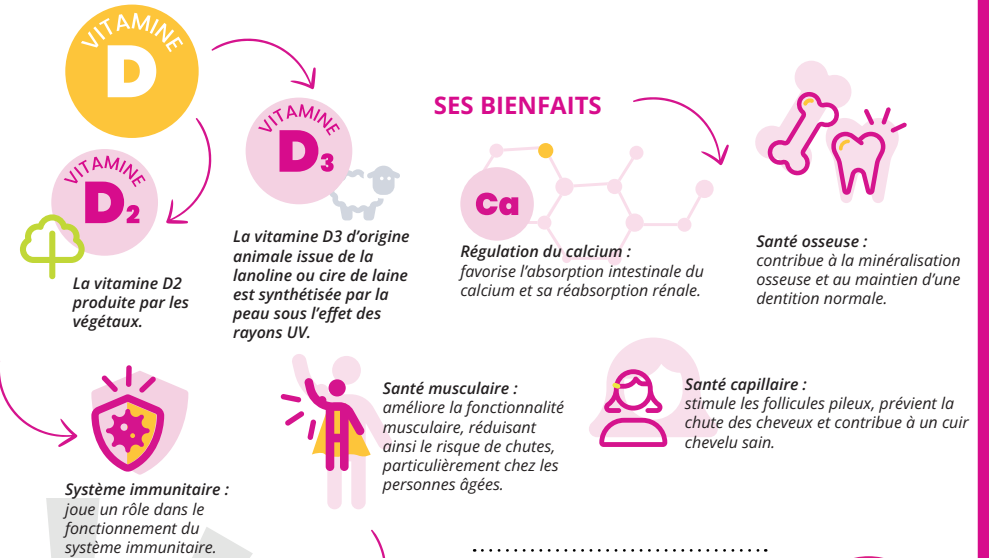 VITAMINE
D
VITAMINE
D2
La vitamine D2
produite par les
végétaux.
VITAMINE
D3
La vitamine D3 d'origine
animale issue de la
lanoline ou cire de laine
est synthétisée par la
peau sous l'effet des
rayons UV.
SES BIENFAITS
Ca
Régulation du calcium :
favorise l'absorption intestinale du
calcium et sa réabsorption rénale.
Santé osseuse :
contribue à la minéralisation
osseuse et au maintien d'une
dentition normale.
Système immunitaire :
joue un rôle dans le
fonctionnement du
système immunitaire.
Santé musculaire :
améliore la fonctionnalité
musculaire, réduisant
ainsi le risque de chutes,
particulièrement chez les
personnes âgées.
Santé capillaire :
stimule les follicules pileux, prévient la
chute des cheveux et contribue à un cuir
chevelu sain.